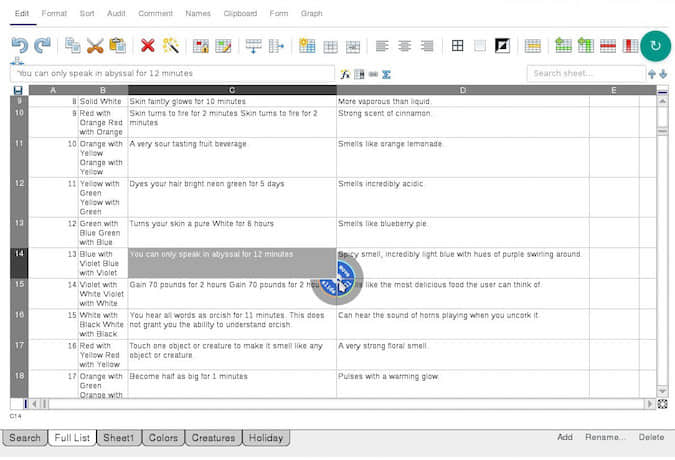 Edit Format Sort Audit Comment Names Clipboard Form Graph
"You can only speak in abyssal for 12 minutes
Search sheet...
A B C D E
9 8 Solid White Skin faintly glows for 10 minutes More vaporous than liquid.
10 9 Red with Skin turns to fire for 2 minutes Skin turns to fire for 2 Strong scent of cinnamon.
Orange Red minutes
with Orange
11 10 Orange with A very sour tasting fruit beverage. Smells like orange lemonade.
Yellow
Orange with
Yellow
12 11 Yellow with Dyes your hair bright neon green for 5 days Smells incredibly acidic.
Green
Yellow with
Green
13 12 Green with Turns your skin a pure White for 6 hours Smells like blueberry pie.
Blue Green
with Blue
14 13 Blue with You can only speak in abyssal for 12 minutes Spicy smell, incredibly light blue with hues of purple swirling around.
Violet Blue
with Violet
15 14 Violet with Gain 70 pounds for 2 hours Gain 70 pounds for 2 like the most delicious food the user can think of.
White Violet
with White
16 15 White with You hear all words as orcish for 11 minutes. This does Can hear the sound of horns playing when you uncork it.
Black White not grant you the ability to understand orcish.
with Black
17 16 Red with Touch one object or creature to make it smell like any A very strong floral smell.
Yellow Red object or creature.
with Yellow
18 17 Orange with Become half as big for 1 minutes Pulses with a warming glow.
Green
Orange with
C14
Search Full List Sheet1 Colors Creatures Holiday Add Rename... Delete